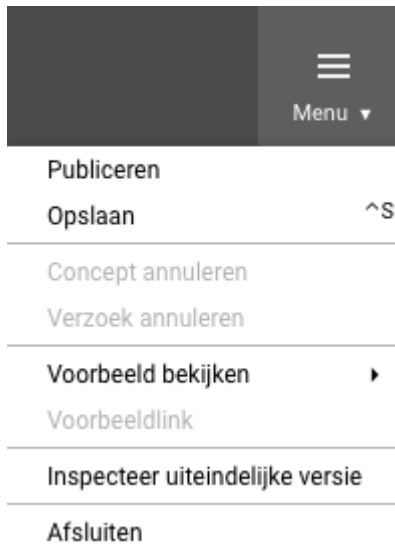 Menu ▾
Publiceren
Opslaan ^S
Concept annuleren
Verzoek annuleren
Voorbeeld bekijken
Voorbeeldlink
Inspecteer uiteindelijke versie
Afsluiten